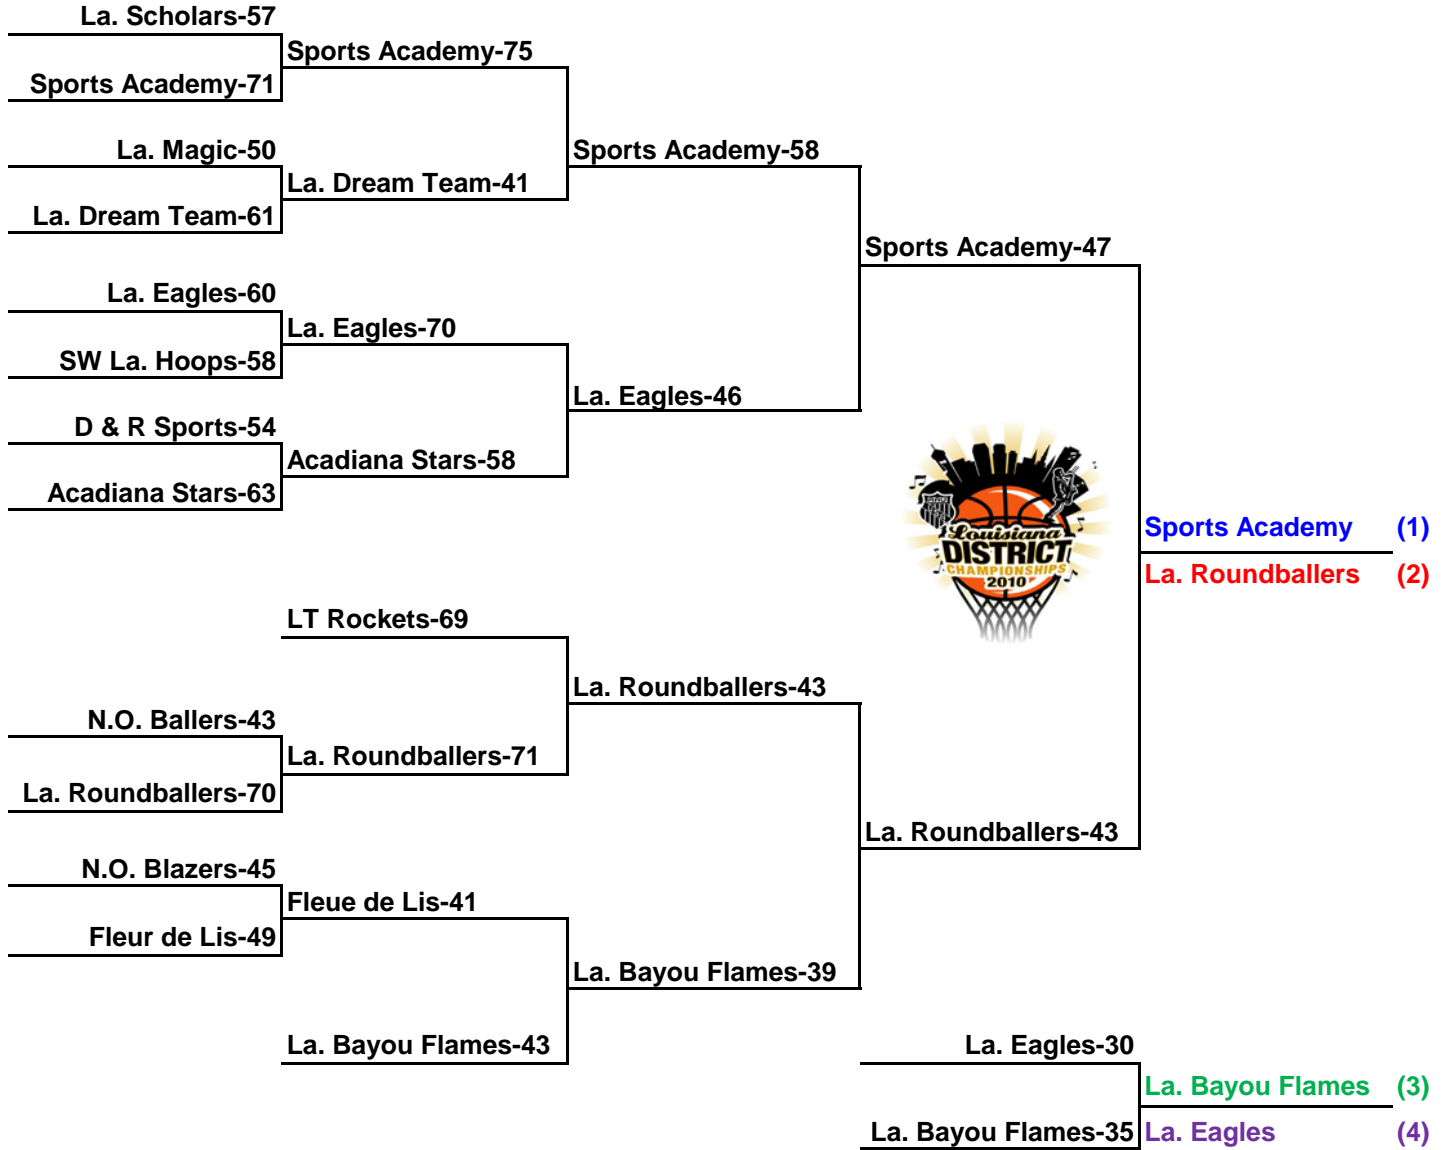 La. Scholars-57
Sports Academy-75
Sports Academy-71
La. Magic-50
Sports Academy-58
La. Dream Team-41
La. Dream Team-61
Sports Academy-47
La. Eagles-60
La. Eagles-70
SW La. Hoops-58
La. Eagles-46
D & R Sports-54
Acadiana Stars-58
Acadiana Stars-63
Louisiana
DISTRICT
CHAMPIONSHIPS
2010
Sports Academy (1)
La. Roundballers (2)
LT Rockets-69
La. Roundballers-43
N.O. Ballers-43
La. Roundballers-71
La. Roundballers-70
La. Roundballers-43
N.O. Blazers-45
Fleue de Lis-41
Fleur de Lis-49
La. Bayou Flames-39
La. Bayou Flames-43
La. Eagles-30
La. Bayou Flames (3)
La. Bayou Flames-35
La. Eagles (4)